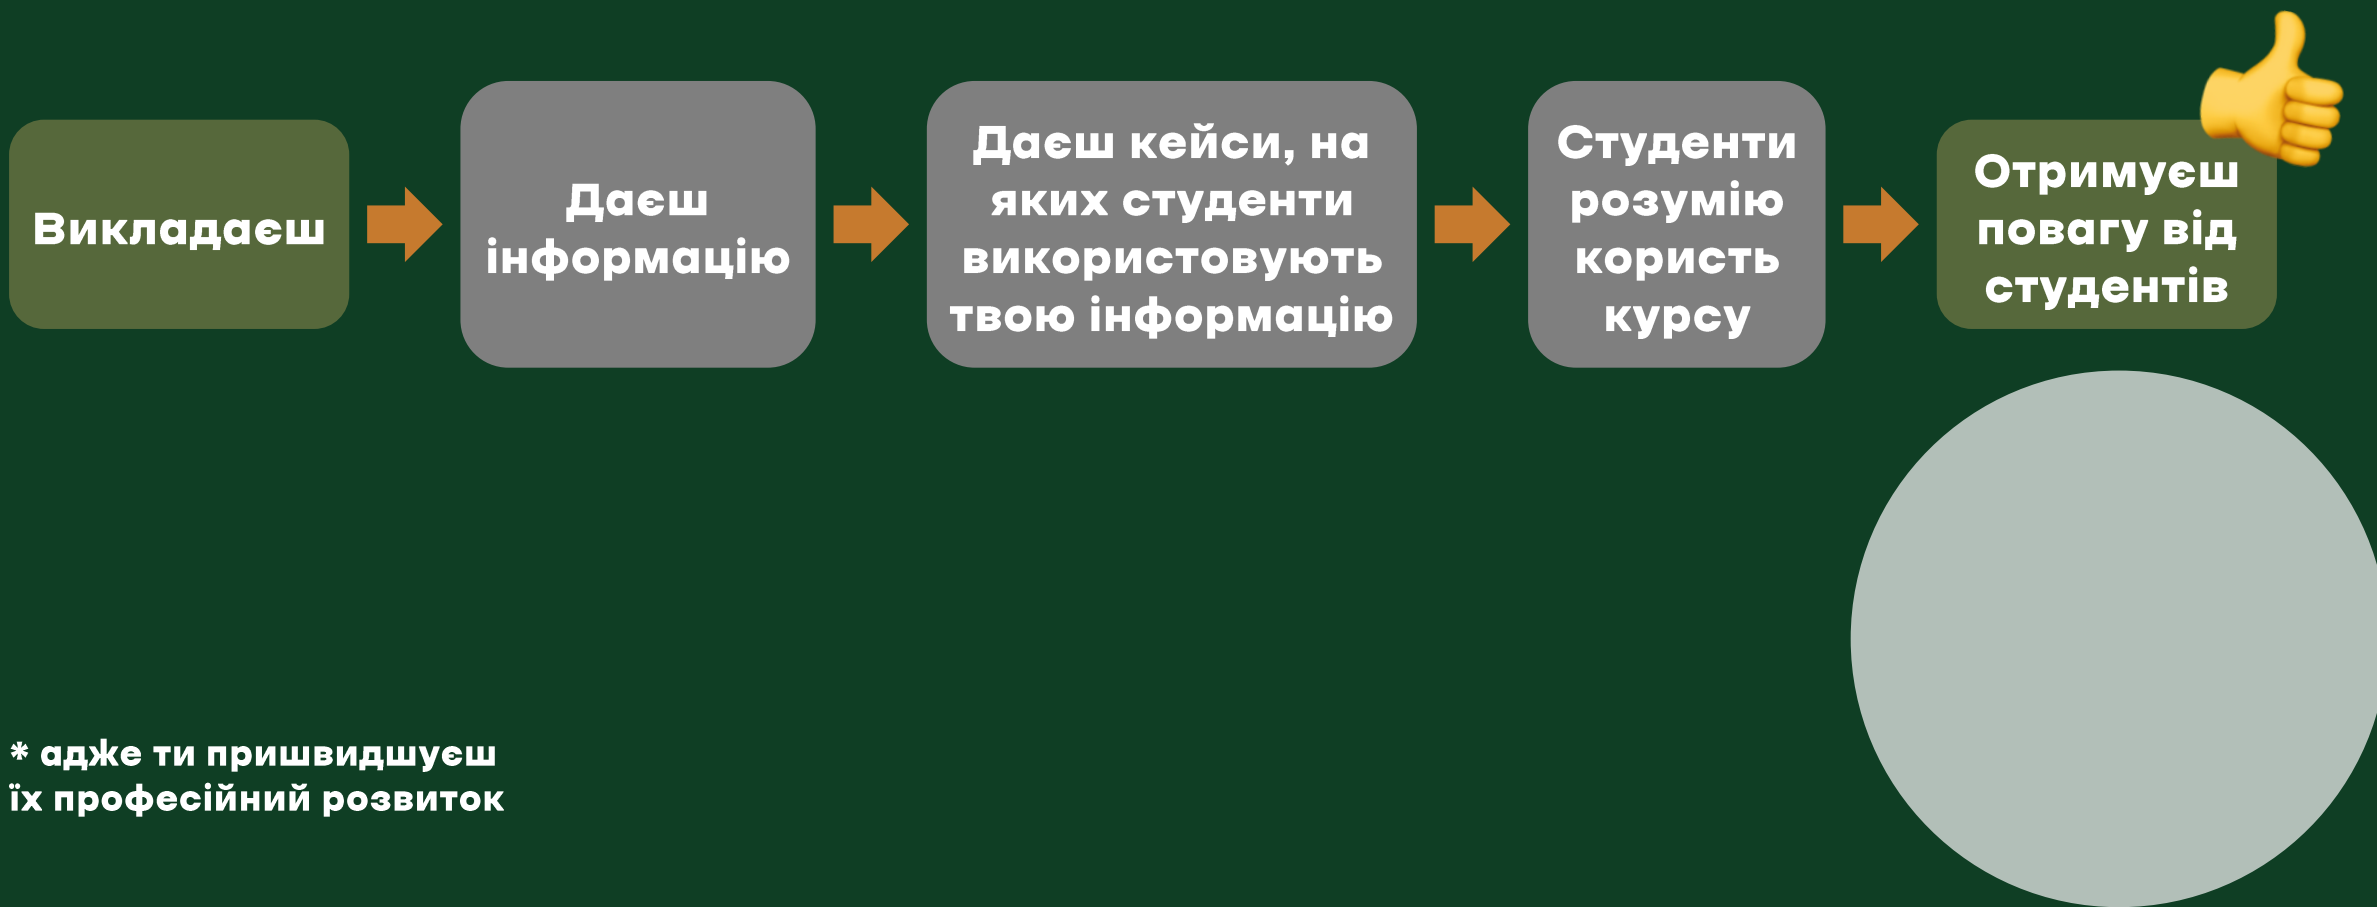 Викладаєш
Даєш
інформацію
Даєш кейси, на
яких студенти
використовують
твою інформацію
Студенти
розумію
користь
курсу
Отримуєш
повагу від
студентів
* адже ти пришвидшуєш
їх професійний розвиток